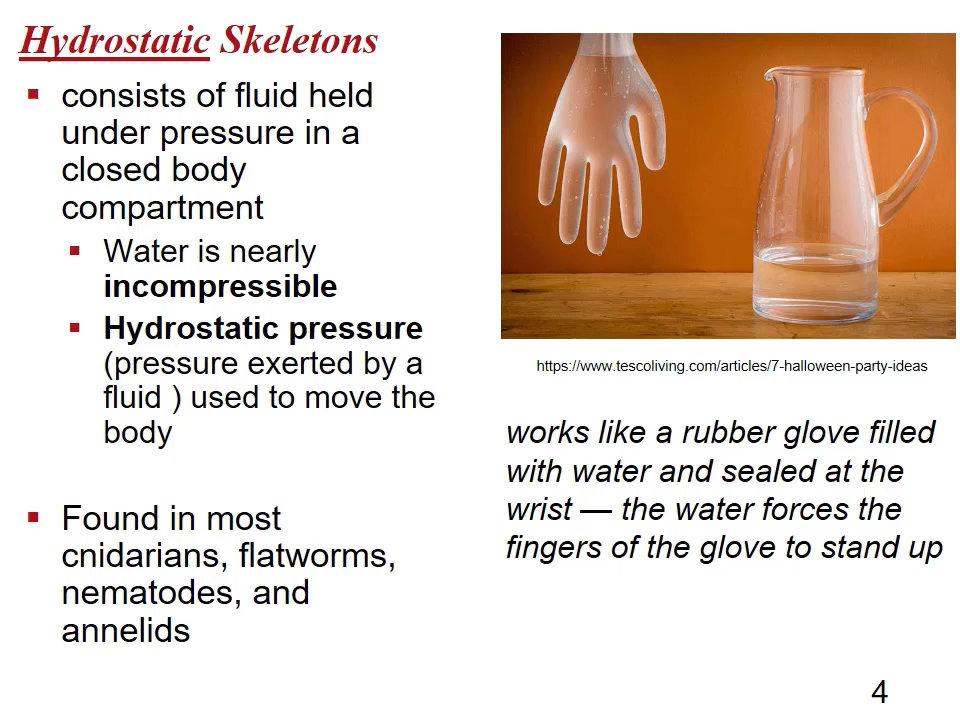 Hydrostatic Skeletons
▪ consists of fluid held
under pressure in a
closed body
compartment
▪ Water is nearly
incompressible
▪ Hydrostatic pressure
(pressure exerted by a
fluid ) used to move the
body
▪ Found in most
cnidarians, flatworms,
nematodes, and
annelids
https://www.tescoliving.com/articles/7-halloween-party-ideas
works like a rubber glove filled
with water and sealed at the
wrist — the water forces the
fingers of the glove to stand up
4